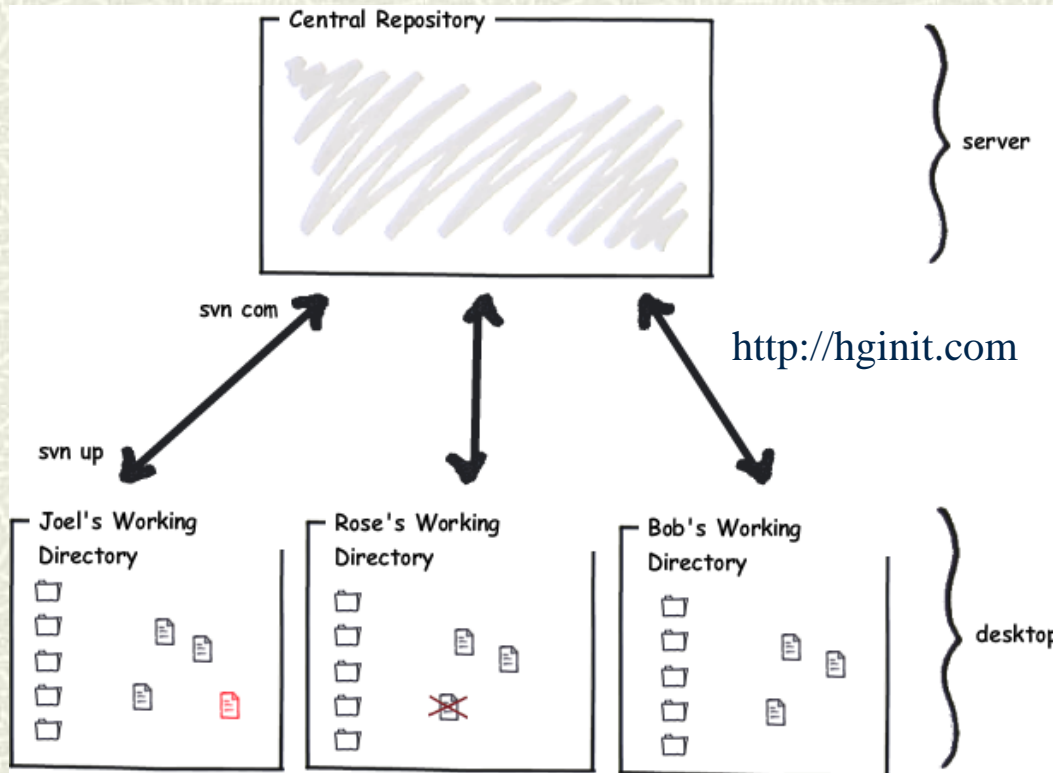 Central Repository
server
svn com
http://hginit.com
svn up
Joel's Working
Directory
Rose's Working
Directory
Bob's Working
Directory
desktop